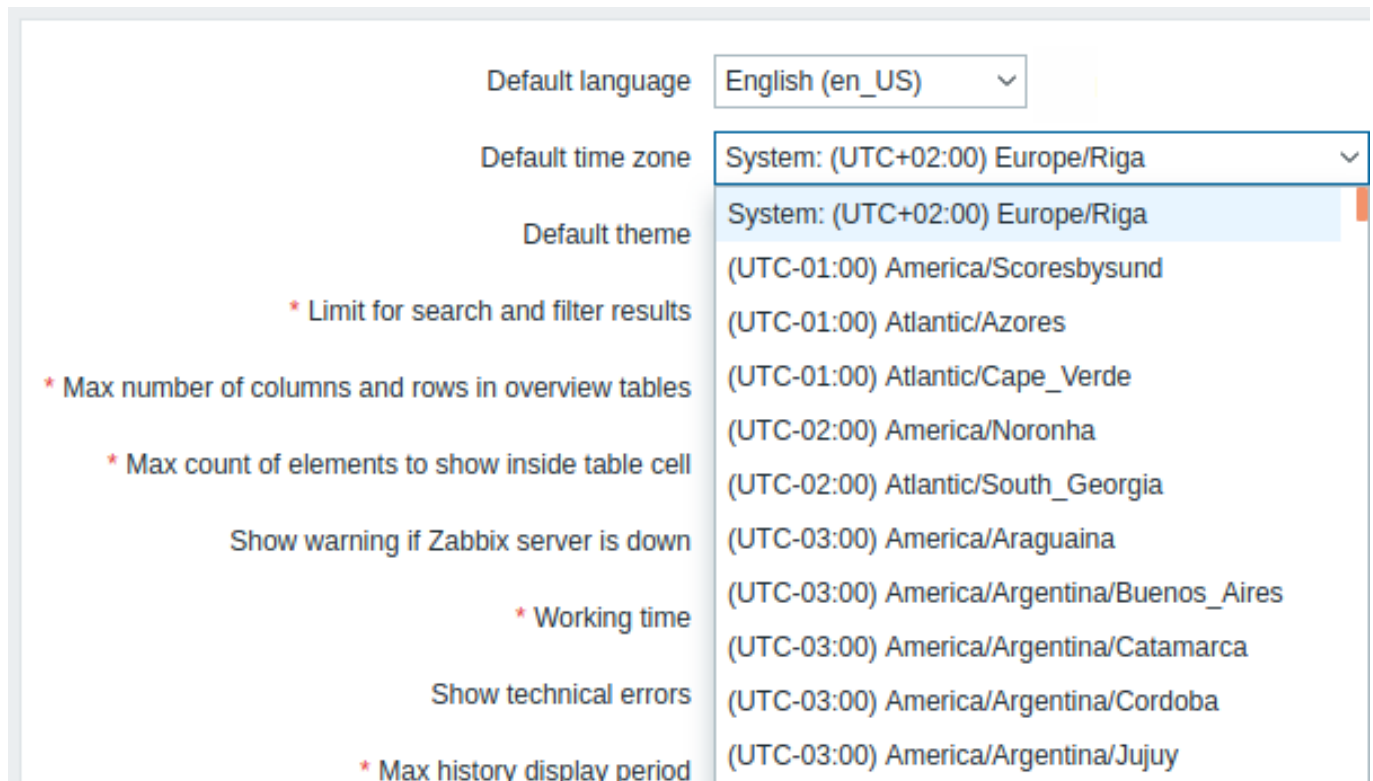 Default language English (en_US)
Default time zone System: (UTC+02:00) Europe/Riga
System: (UTC+02:00) Europe/Riga
Default theme
(UTC-01:00) America/Scoresbysund
* Limit for search and filter results
(UTC-01:00) Atlantic/Azores
* Max number of columns and rows in overview tables
(UTC-01:00) Atlantic/Cape_Verde
(UTC-02:00) America/Noronha
* Max count of elements to show inside table cell
(UTC-02:00) Atlantic/South_Georgia
Show warning if Zabbix server is down
(UTC-03:00) America/Araguaina
(UTC-03:00) America/Argentina/Buenos_Aires
* Working time
(UTC-03:00) America/Argentina/Catamarca
Show technical errors
(UTC-03:00) America/Argentina/Cordoba
(UTC-03:00) America/Argentina/Jujuy
* Max history display period